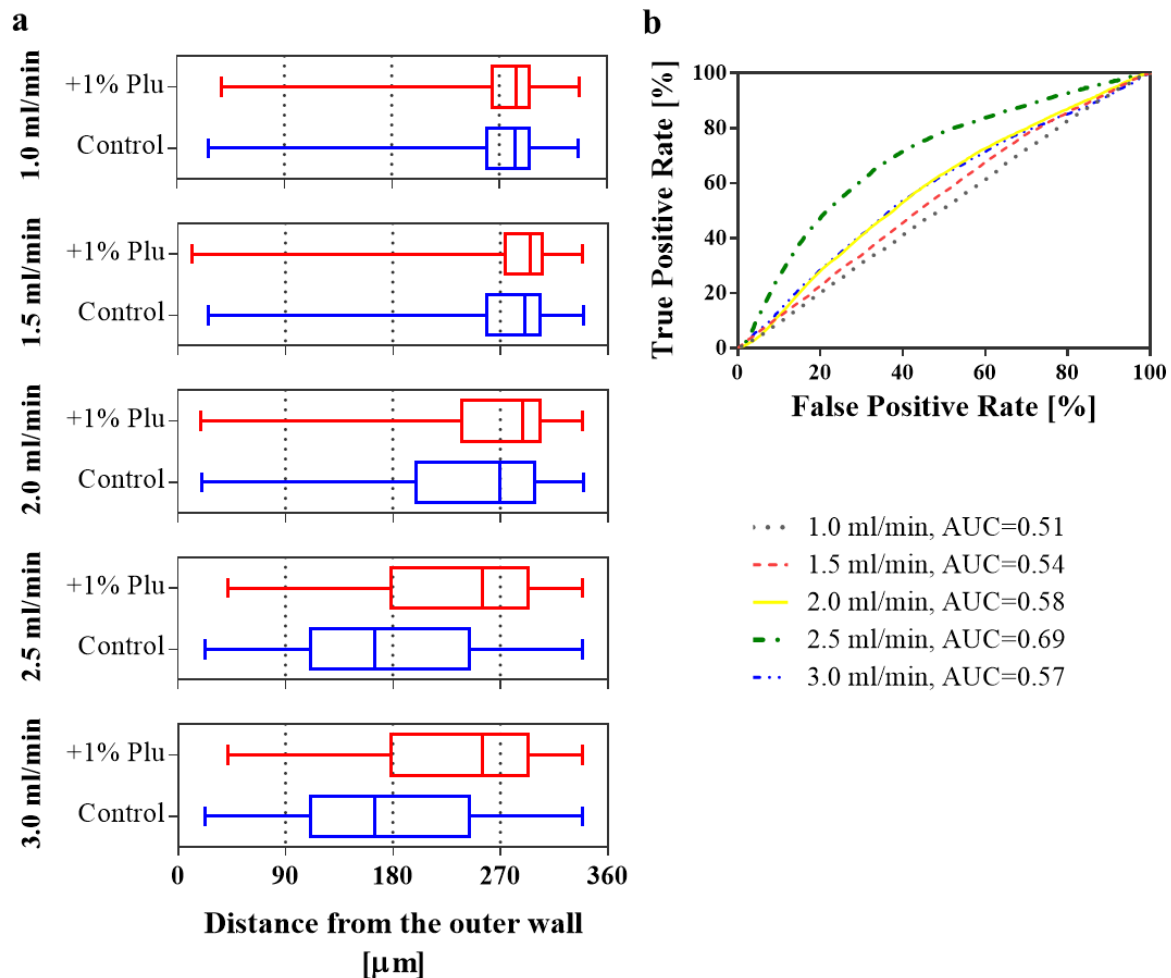 a
1.0 ml/min
+1% Plu
Control
1.5 ml/min
+1% Plu
Control
2.0 ml/min
+1% Plu
Control
2.5 ml/min
+1% Plu
Control
3.0 ml/min
+1% Plu
Control
0 90 180 270 360
Distance from the outer wall
[µm]
b
True Positive Rate [%]
100
80
60
40
20
0
0 20 40 60 80 100
False Positive Rate [%]
1.0 ml/min, AUC=0.51
1.5 ml/min, AUC=0.54
2.0 ml/min, AUC=0.58
2.5 ml/min, AUC=0.69
3.0 ml/min, AUC=0.57